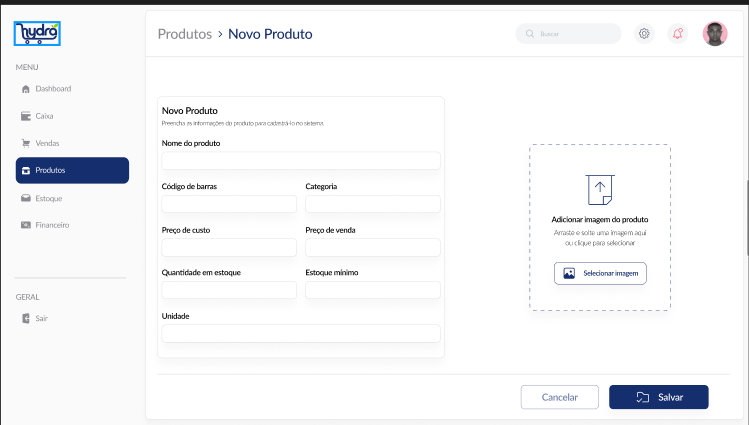 hydro
MENU
Dashboard
Caixa
Vendas
Produtos
Estoque
Financeiro
GERAL
Sair
Produtos > Novo Produto
Buscar
Novo Produto
Preencha as informações do produto para cadastrá-lo no sistema.
Nome do produto
Código de barras
Categoria
Preço de custo
Preço de venda
Quantidade em estoque
Estoque mínimo
Unidade
Adicionar imagem do produto
Arraste e solte uma imagem aqui
ou clique para selecionar
Selecionar imagem
Cancelar
Salvar